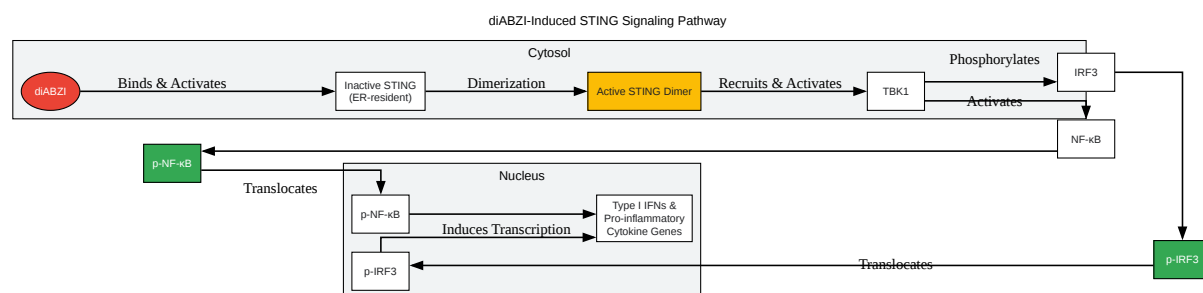 diABZI-Induced STING Signaling Pathway
Cytosol
diABZI
Binds & Activates
Inactive STING
(ER-resident)
Dimerization
Active STING Dimer
Recruits & Activates
TBK1
Phosphorylates
IRF3
Activates
NF-κB
p-NF-κB
Translocates
Nucleus
p-NF-κB
Type I IFNs &
Pro-inflammatory
Cytokine Genes
Induces Transcription
p-IRF3
Translocates
p-IRF3